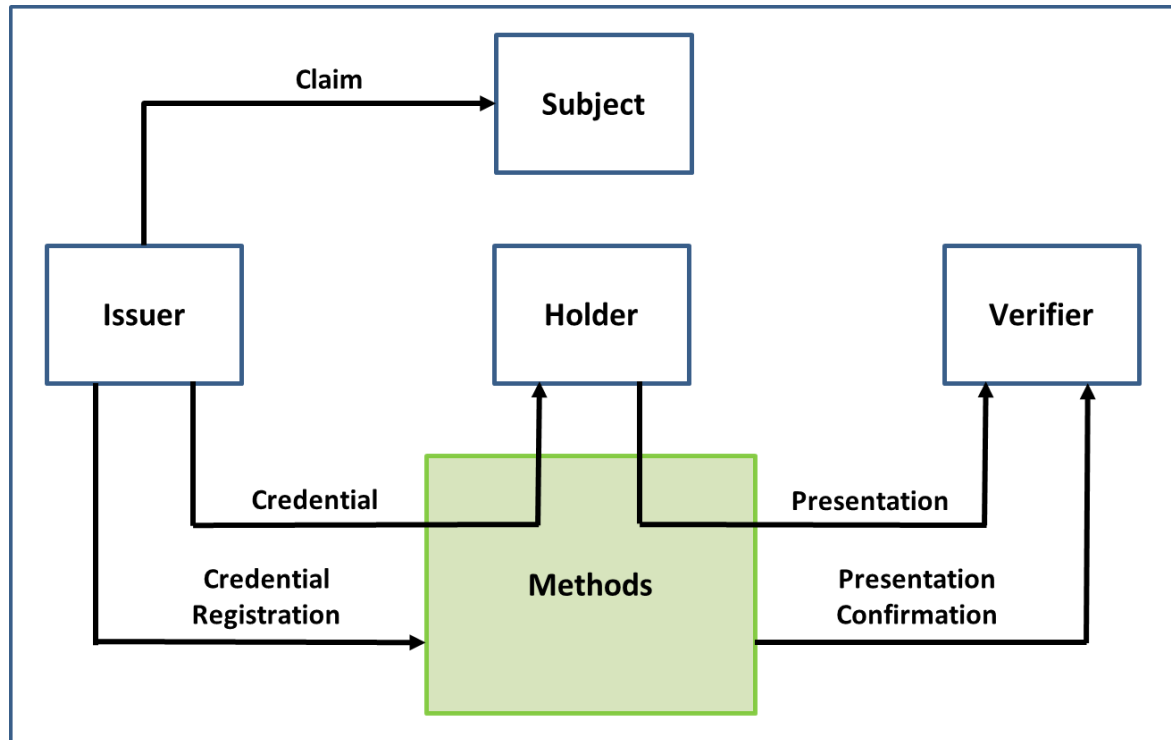 Claim
Subject
Issuer
Holder
Verifier
Credential
Presentation
Credential
Registration
Methods
Presentation
Confirmation